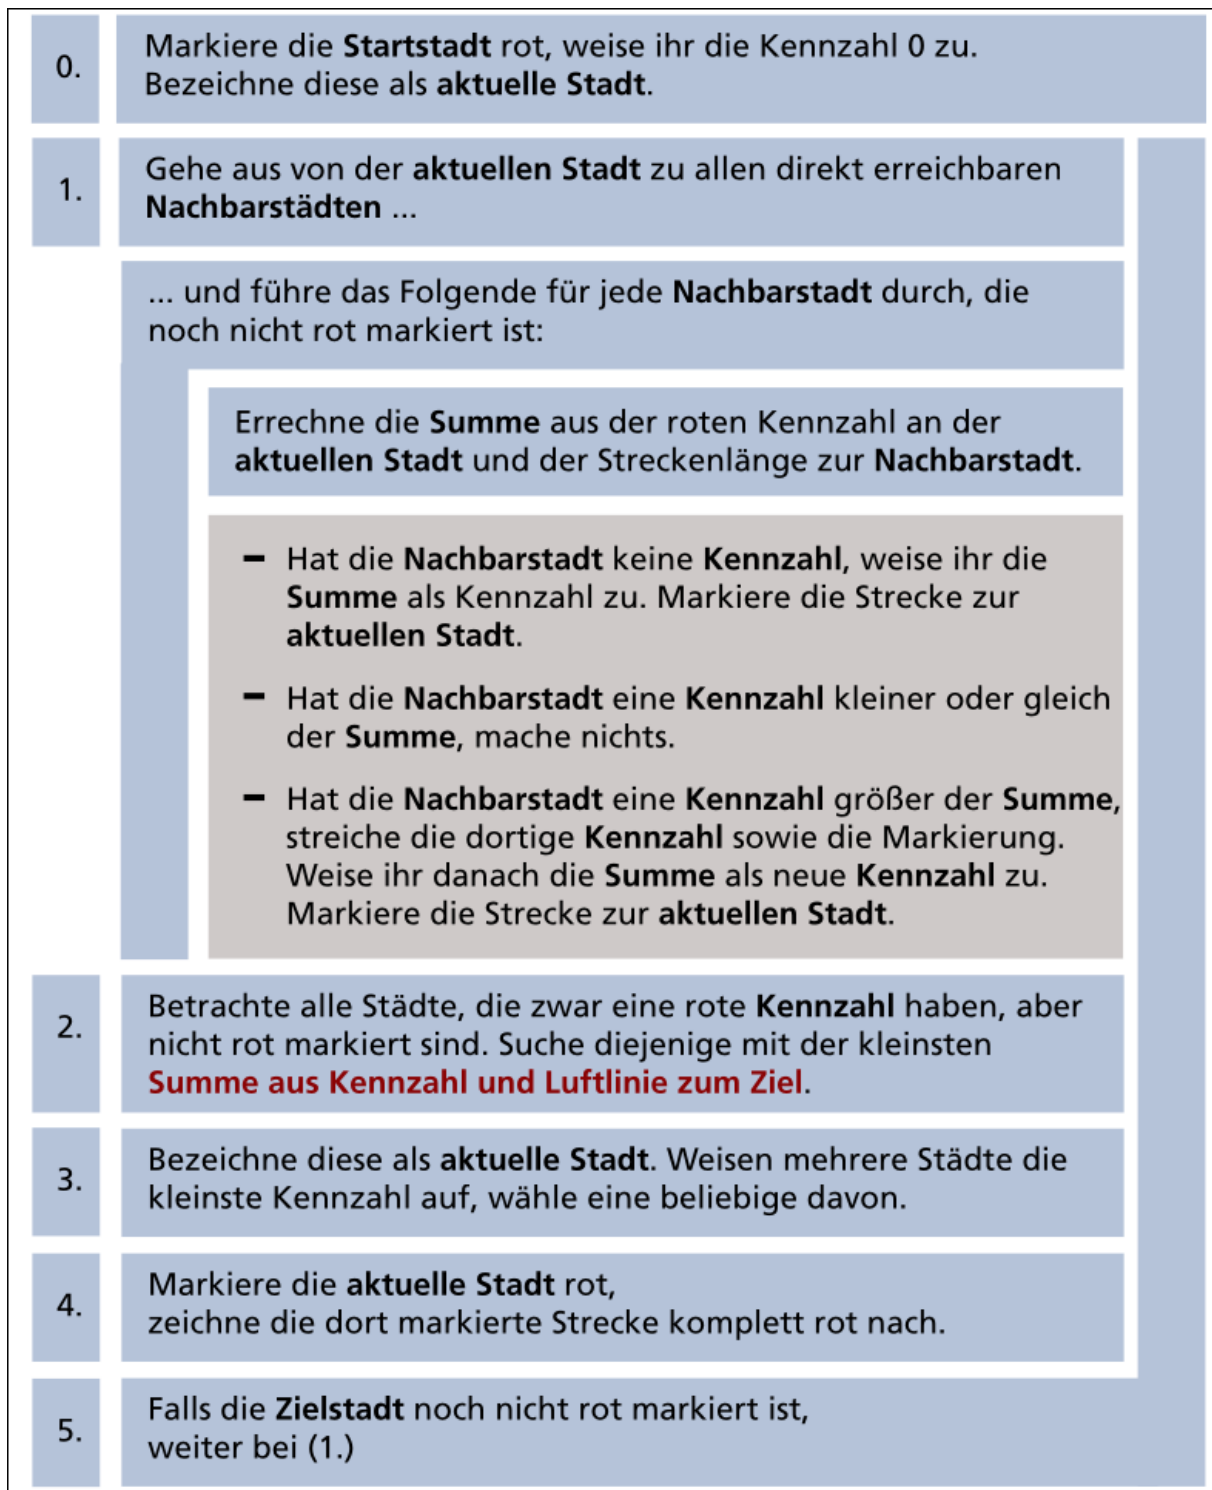 0.
Markiere die Startstadt rot, weise ihr die Kennzahl 0 zu.
Bezeichne diese als aktuelle Stadt.
1.
Gehe aus von der aktuellen Stadt zu allen direkt erreichbaren
Nachbarstädten ...
... und führe das Folgende für jede Nachbarstadt durch, die
noch nicht rot markiert ist:
Errechne die Summe aus der roten Kennzahl an der
aktuellen Stadt und der Streckenlänge zur Nachbarstadt.
– Hat die Nachbarstadt keine Kennzahl, weise ihr die
Summe als Kennzahl zu. Markiere die Strecke zur
aktuellen Stadt.
– Hat die Nachbarstadt eine Kennzahl kleiner oder gleich
der Summe, mache nichts.
– Hat die Nachbarstadt eine Kennzahl größer der Summe,
streiche die dortige Kennzahl sowie die Markierung.
Weise ihr danach die Summe als neue Kennzahl zu.
Markiere die Strecke zur aktuellen Stadt.
2.
Betrachte alle Städte, die zwar eine rote Kennzahl haben, aber
nicht rot markiert sind. Suche diejenige mit der kleinsten
Summe aus Kennzahl und Luftlinie zum Ziel.
3.
Bezeichne diese als aktuelle Stadt. Weisen mehrere Städte die
kleinste Kennzahl auf, wähle eine beliebige davon.
4.
Markiere die aktuelle Stadt rot,
zeichne die dort markierte Strecke komplett rot nach.
5.
Falls die Zielstadt noch nicht rot markiert ist,
weiter bei (1.)